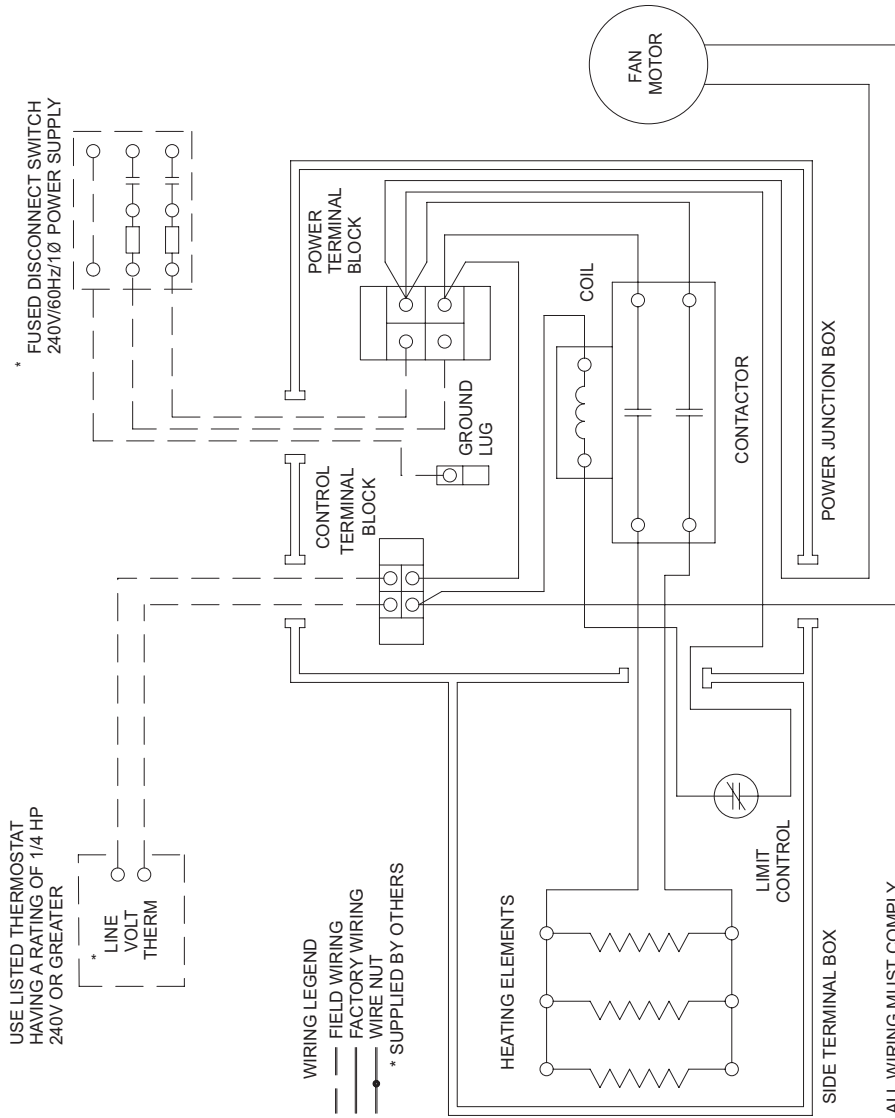 *
FUSED DISCONNECT SWITCH
240V/60Hz/1Ø POWER SUPPLY
FAN
MOTOR
POWER
TERMINAL
BLOCK
COIL
GROUND
LUG
CONTROL
TERMINAL
BLOCK
CONTACTOR
POWER JUNCTION BOX
USE LISTED THERMOSTAT
HAVING A RATING OF 1/4 HP
240V OR GREATER
*
LINE
VOLT
THERM
WIRING LEGEND
FIELD WIRING
FACTORY WIRING
WIRE NUT
* SUPPLIED BY OTHERS
HEATING ELEMENTS
LIMIT
CONTROL
SIDE TERMINAL BOX
ALL WIRING MUST COMPLY